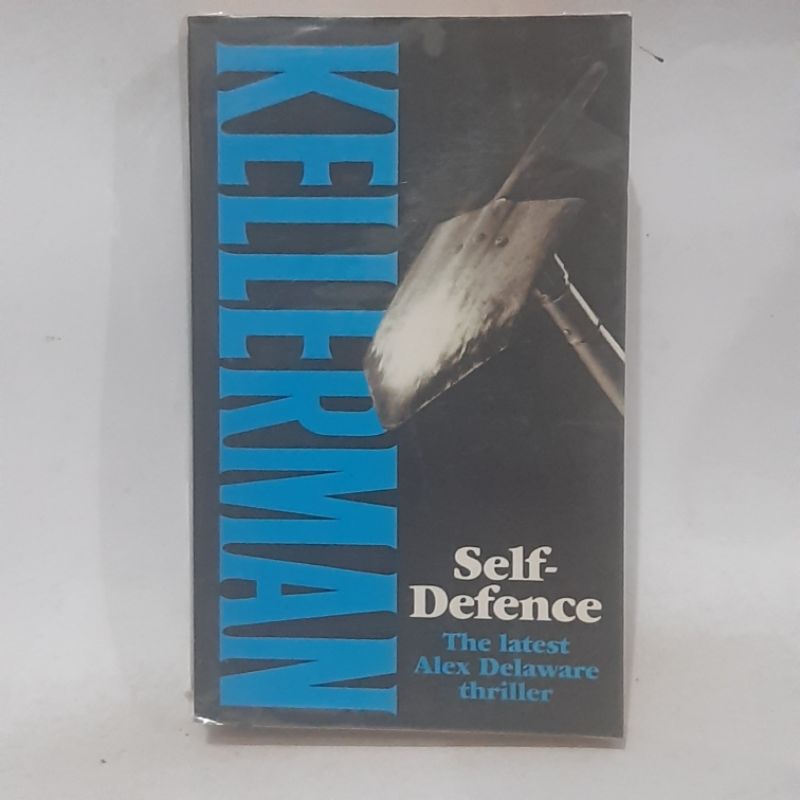 KELLERMAN
Self-
Defence
The latest
Alex Delaware
thriller